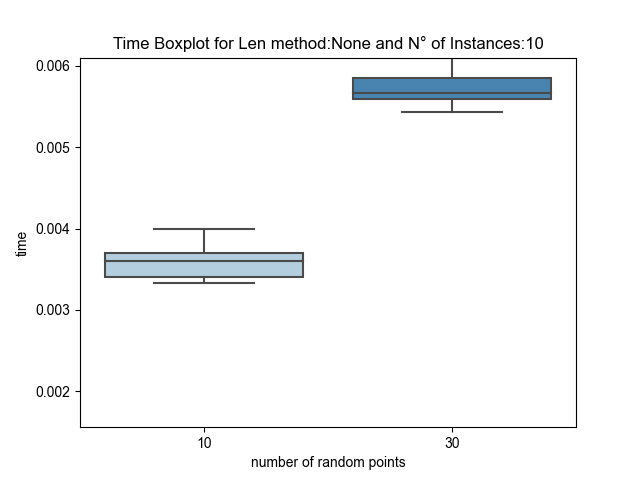 Time Boxplot for Len method:None and N° of Instances:10
0.006
0.005
0.004
0.003
0.002
time
10
30
number of random points